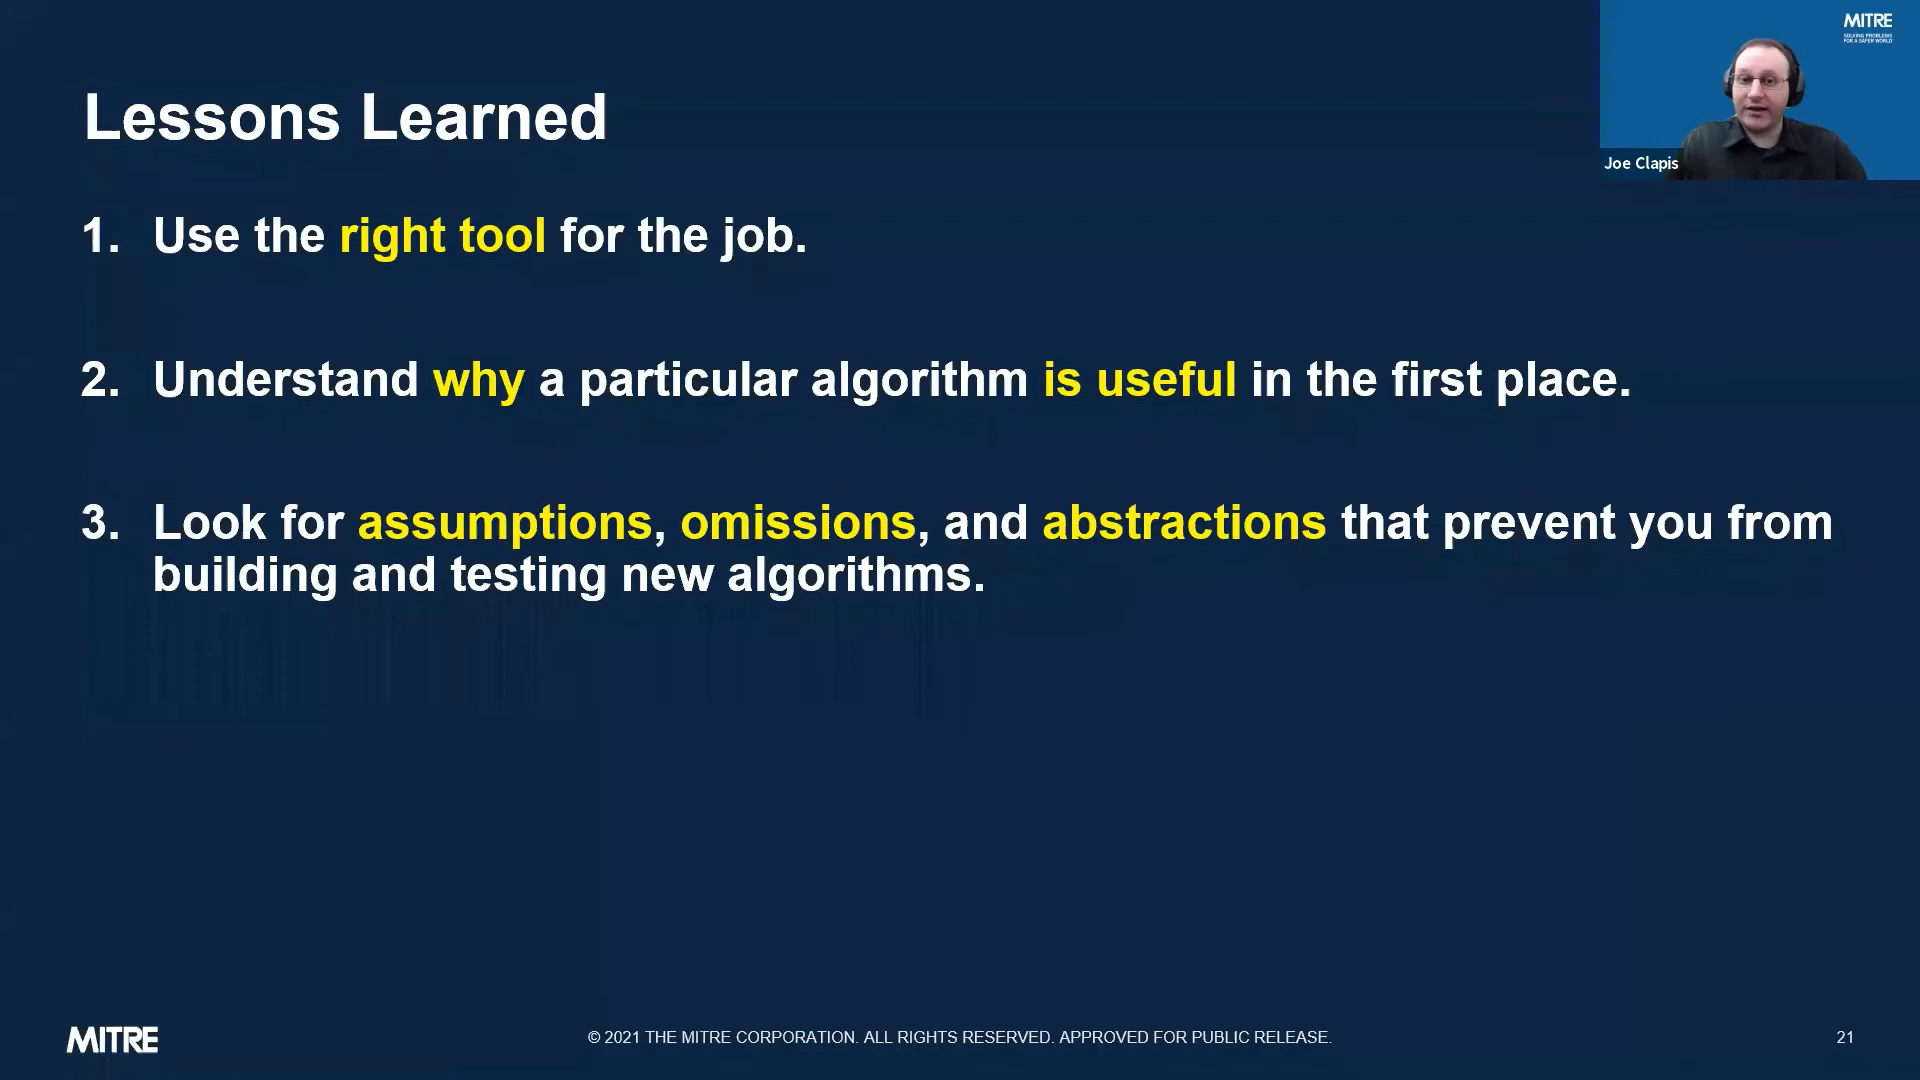 MITRE
SOLVING PROBLEMS
FOR A SAFER WORLD
Joe Clapis
Lessons Learned
1. Use the right tool for the job.
2. Understand why a particular algorithm is useful in the first place.
3. Look for assumptions, omissions, and abstractions that prevent you from
building and testing new algorithms.
MITRE
© 2021 THE MITRE CORPORATION. ALL RIGHTS RESERVED. APPROVED FOR PUBLIC RELEASE.
21